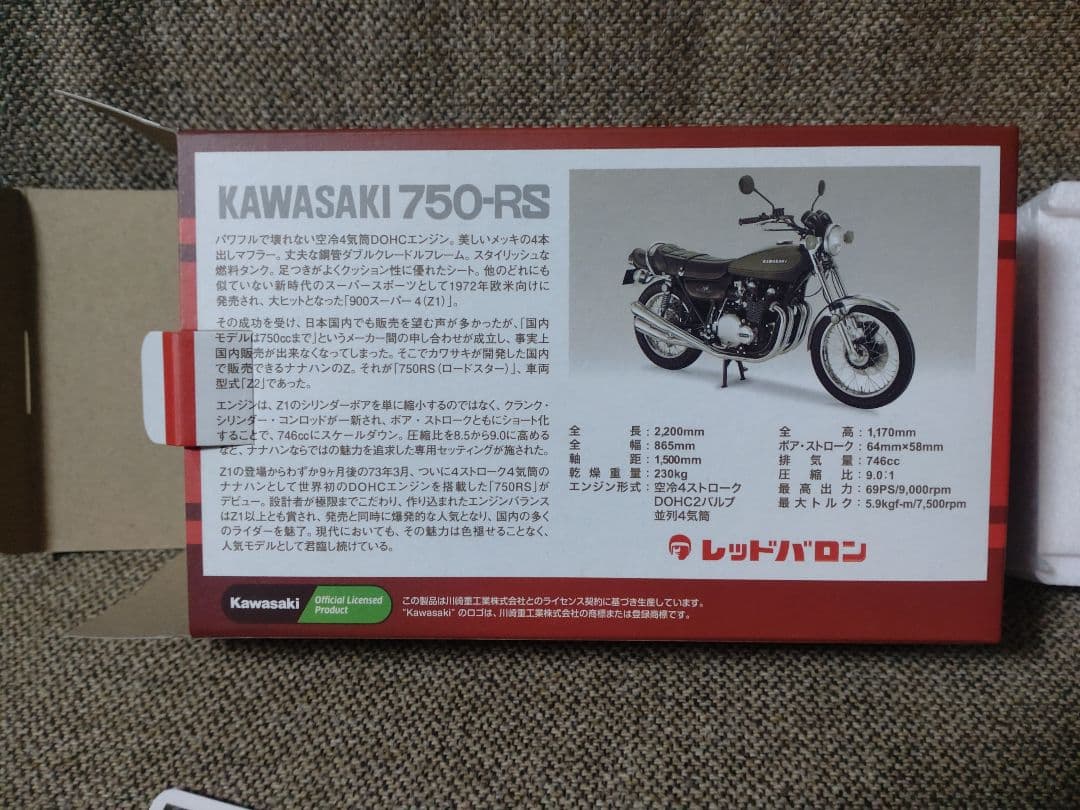 KAWASAKI 750-RS
パワフルで壊れない空冷4気筒DOHCエンジン。美しいメッキの4本
出しマフラー。丈夫な鋼管ダブルクレードルフレーム。スタイリッシュな
燃料タンク。足つきがよくクッション性に優れたシート。他のどれにも
似ていない新時代のスーパースポーツとして1972年欧米向けに
発売され、大ヒットとなった「900スーパー4(Z1)」。
その成功を受け、日本国内でも販売を望む声が多かったが、「国内
モデルは750ccまで」というメーカー間の申し合わせが成立し、事実上
国内販売が出来なくなってしまった。そこでカワサキが開発した国内
で販売できるナナハンのZ。それが「750RS(ロードスター)」、車両
型式「Z2」であった。
エンジンは、Z1のシリンダーボアを単に縮小するのではなく、クランク・
シリンダー・コンロッドが一新され、ボア・ストロークともにショート化
することで、746ccにスケールダウン。圧縮比を8.5から9.0に高める
など、ナナハンならではの魅力を追求した専用セッティングが施された。
Z1の登場からわずか9ヶ月後の73年3月、ついに4ストローク4気筒の
ナナハンとして世界初のDOHCエンジンを搭載した「750RS」が
デビュー。設計者が極限までこだわり、作り込まれたエンジンバランス
はZ1以上とも賞され、発売と同時に爆発的な人気となり、国内の多く
のライダーを魅了。現代においても、その魅力は色褪せることなく、
人気モデルとして君臨し続けている。
KAWASAKI
全長:2,200mm
全幅:865mm
軸距:1,500mm
乾燥重量:230kg
エンジン形式:空冷4ストローク
DOHC2バルブ
並列4気筒
全高:1,170mm
ボア・ストローク:64mm×58mm
排気量:746cc
圧縮比:9.0:1
最高出力:69PS/9,000rpm
最大トルク:5.9kgf-m/7,500rpm
レッドバロン
Kawasaki
Official Licensed
Product
この製品は川崎重工業株式会社とのライセンス契約に基づき生産しています。
"Kawasaki"のロゴは、川崎重工業株式会社の商標または登録商標です。